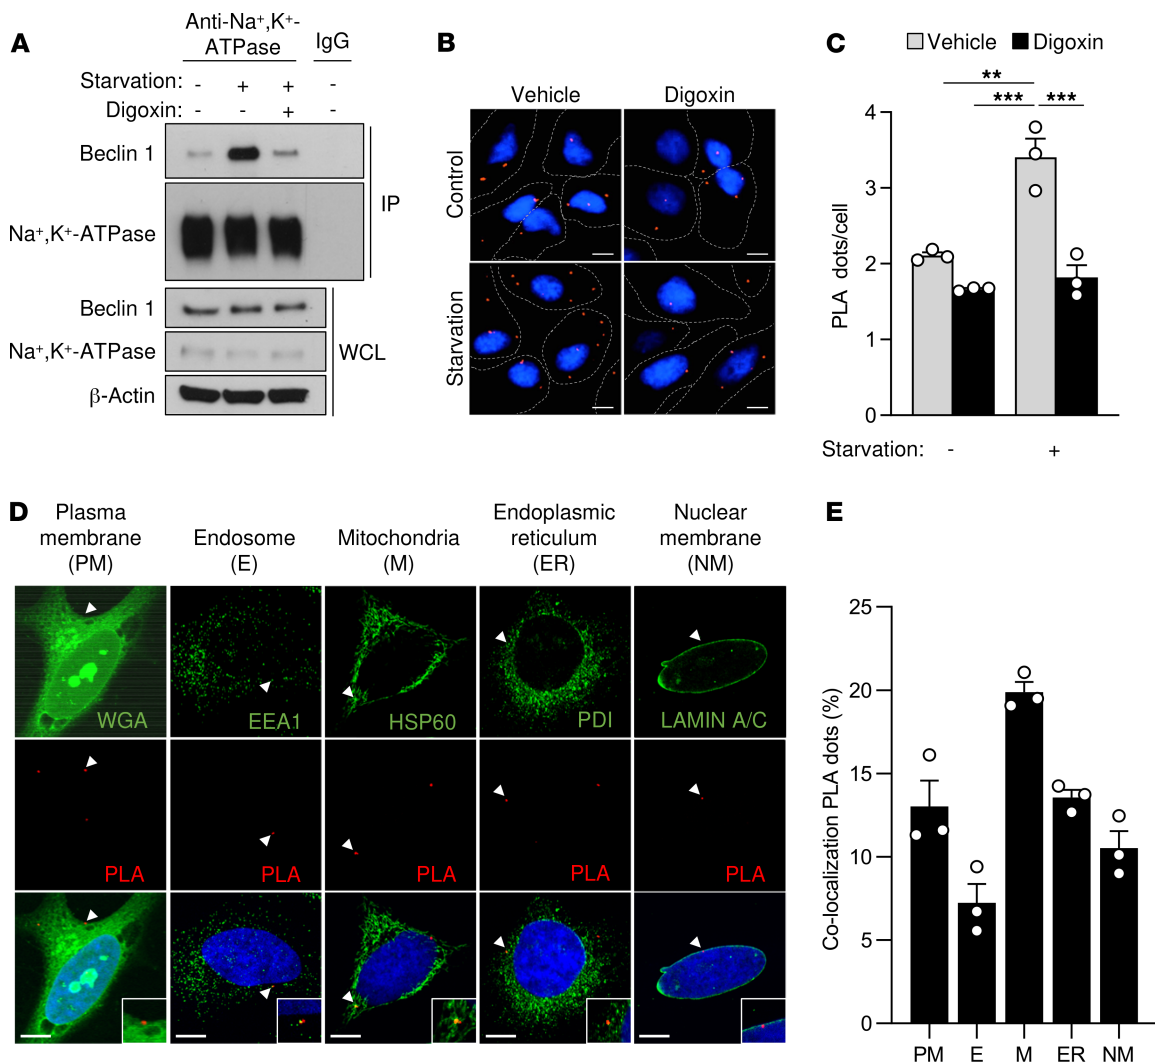 A
Anti-Na⁺,K⁺-
ATPase
IgG
Starvation: - + + -
Digoxin: - - + -
Beclin 1
Na⁺,K⁺-ATPase
IP
Beclin 1
Na⁺,K⁺-ATPase
β-Actin
WCL
B
Vehicle Digoxin
Control
Starvation
C
Vehicle Digoxin
**
*** ***
PLA dots/cell
4
3
2
1
0
Starvation: - +
D
Plasma
membrane
(PM)
Endosome
(E)
Mitochondria
(M)
Endoplasmic
reticulum
(ER)
Nuclear
membrane
(NM)
WGA EEA1 HSP60 PDI LAMIN A/C
PLA PLA PLA PLA PLA
E
Co-localization PLA dots (%)
25
20
15
10
5
0
PM E M ER NM